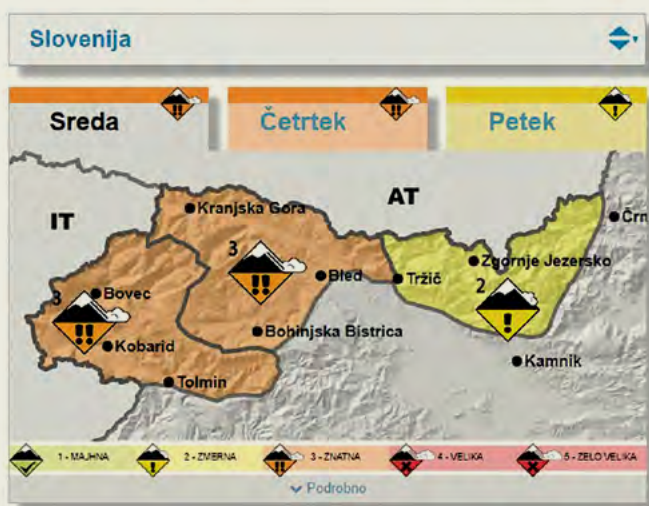 Slovenija
Sreda
Četrtek
Petek
IT
AT
Kranjska Gora
Črn
3
Zgornje Jezersko
Bled
Tržič
2
3
Bovec
Bohinjska Bistrica
Kobarid
Kamnik
Tolmin
1 - MAJHNA
2 - ZMERNA
3 - ZNATNA
4 - VELIKA
5 - ZELO VELIKA
Podrobno